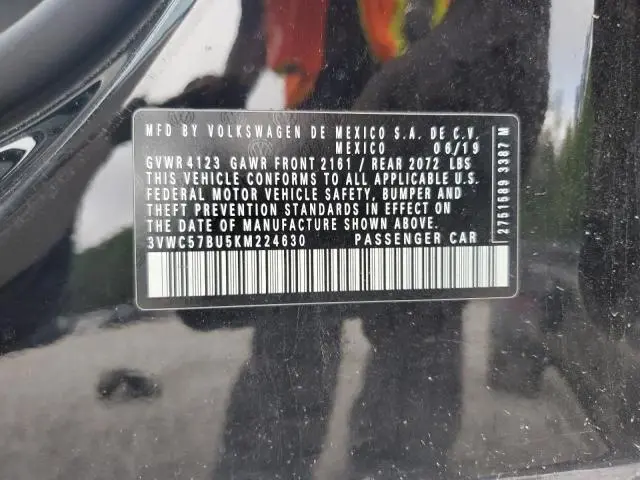 MFD BY VOLKSWAGEN DE MEXICO S.A. DE C.V.
MEXICO 06/19
GVWR 4123 GAWR FRONT 2161 / REAR 2072 LBS
THIS VEHICLE CONFORMS TO ALL APPLICABLE U.S.
FEDERAL MOTOR VEHICLE SAFETY, BUMPER AND
THEFT PREVENTION STANDARDS IN EFFECT ON
THE DATE OF MANUFACTURE SHOWN ABOVE.
3VWC57BU5KM224630 PASSENGER CAR
2751689 3387 M